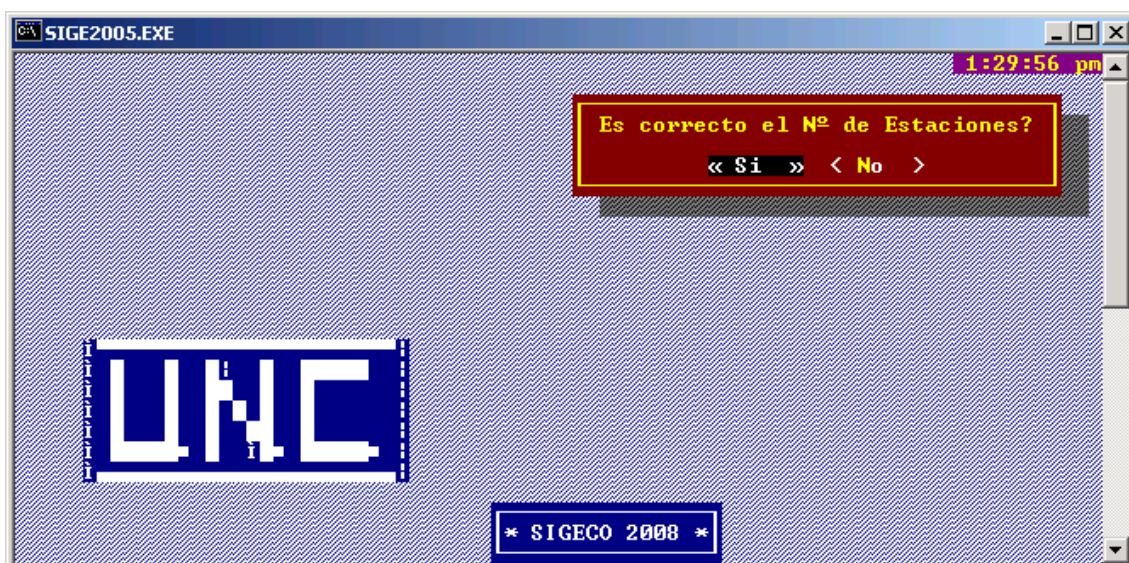 SIGE2005.EXE
1:29:56 pm
Es correcto el Nº de Estaciones?
« Si » < No >
UNC
* SIGECO 2008 *